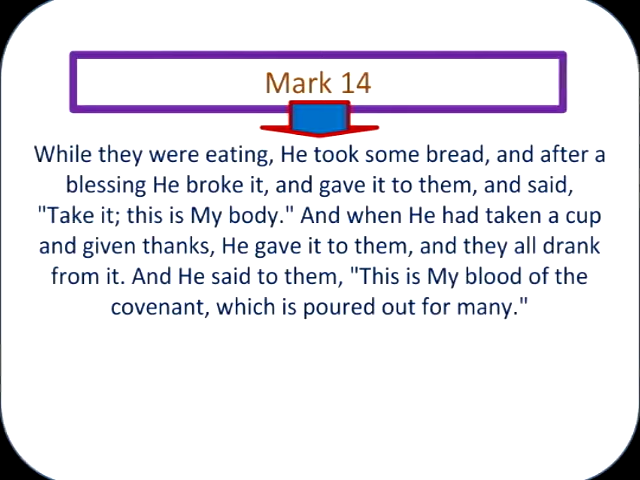 Mark 14
While they were eating, He took some bread, and after a
blessing He broke it, and gave it to them, and said,
"Take it; this is My body." And when He had taken a cup
and given thanks, He gave it to them, and they all drank
from it. And He said to them, "This is My blood of the
covenant, which is poured out for many."